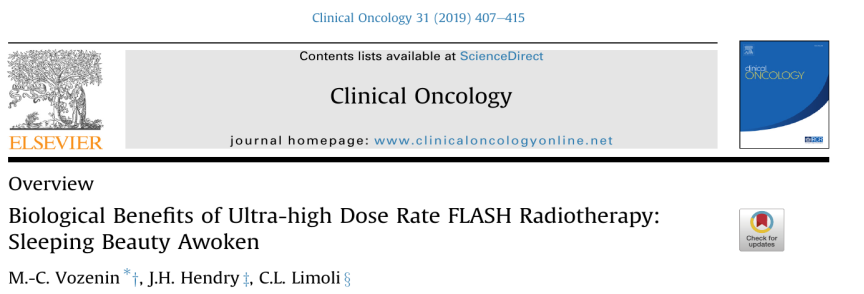 Clinical Oncology 31 (2019) 407–415
Contents lists available at ScienceDirect
Clinical Oncology
journal homepage: www.clinicaloncologyonline.net
ELSEVIER
clinical
ONCOLOGY
Overview
Biological Benefits of Ultra-high Dose Rate FLASH Radiotherapy:
Sleeping Beauty Awoken
Check for
updates
M.-C. Vozenin *†, J.H. Hendry ‡, C.L. Limoli §